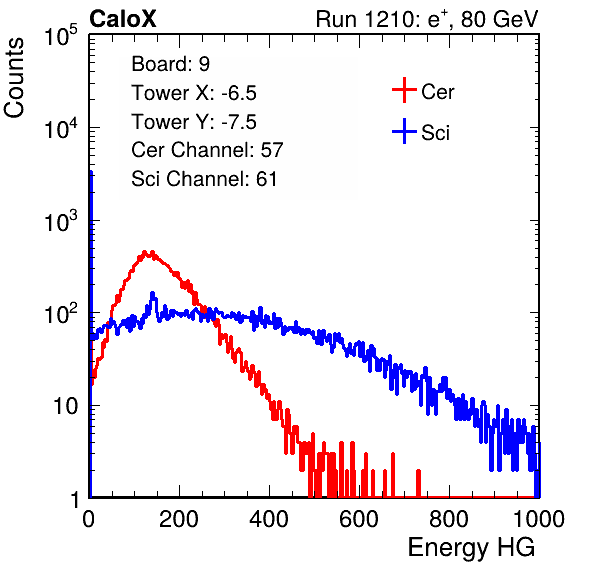 CaloX Run 1210: e⁺, 80 GeV
Board: 9
Tower X: -6.5
Tower Y: -7.5
Cer Channel: 57
Sci Channel: 61
Cer
Sci
Counts
10⁵
10⁴
10³
10²
10
1
0 200 400 600 800 1000
Energy HG